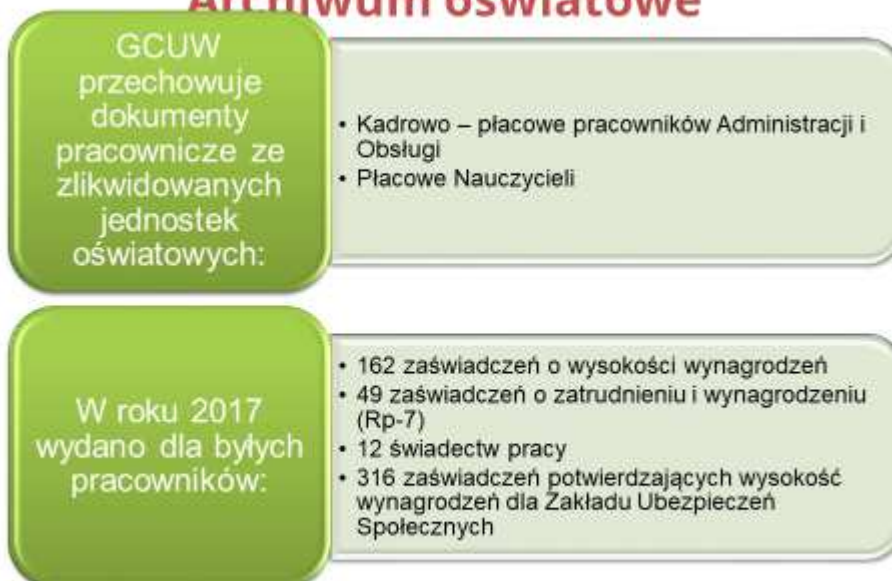 Archiwum oświatowe
GCUW
przechowuje
dokumenty
pracownicze ze
zlikwidowanych
jednostek
oświatowych:
• Kadrowo – płacowe pracowników Administracji i
Obsługi
• Płacowe Nauczycieli
W roku 2017
wydano dla byłych
pracowników:
• 162 zaświadczeń o wysokości wynagrodzeń
• 49 zaświadczeń o zatrudnieniu i wynagrodzeniu
(Rp-7)
• 12 świadectw pracy
• 316 zaświadczeń potwierdzających wysokość
wynagrodzeń dla Zakładu Ubezpieczeń
Społecznych